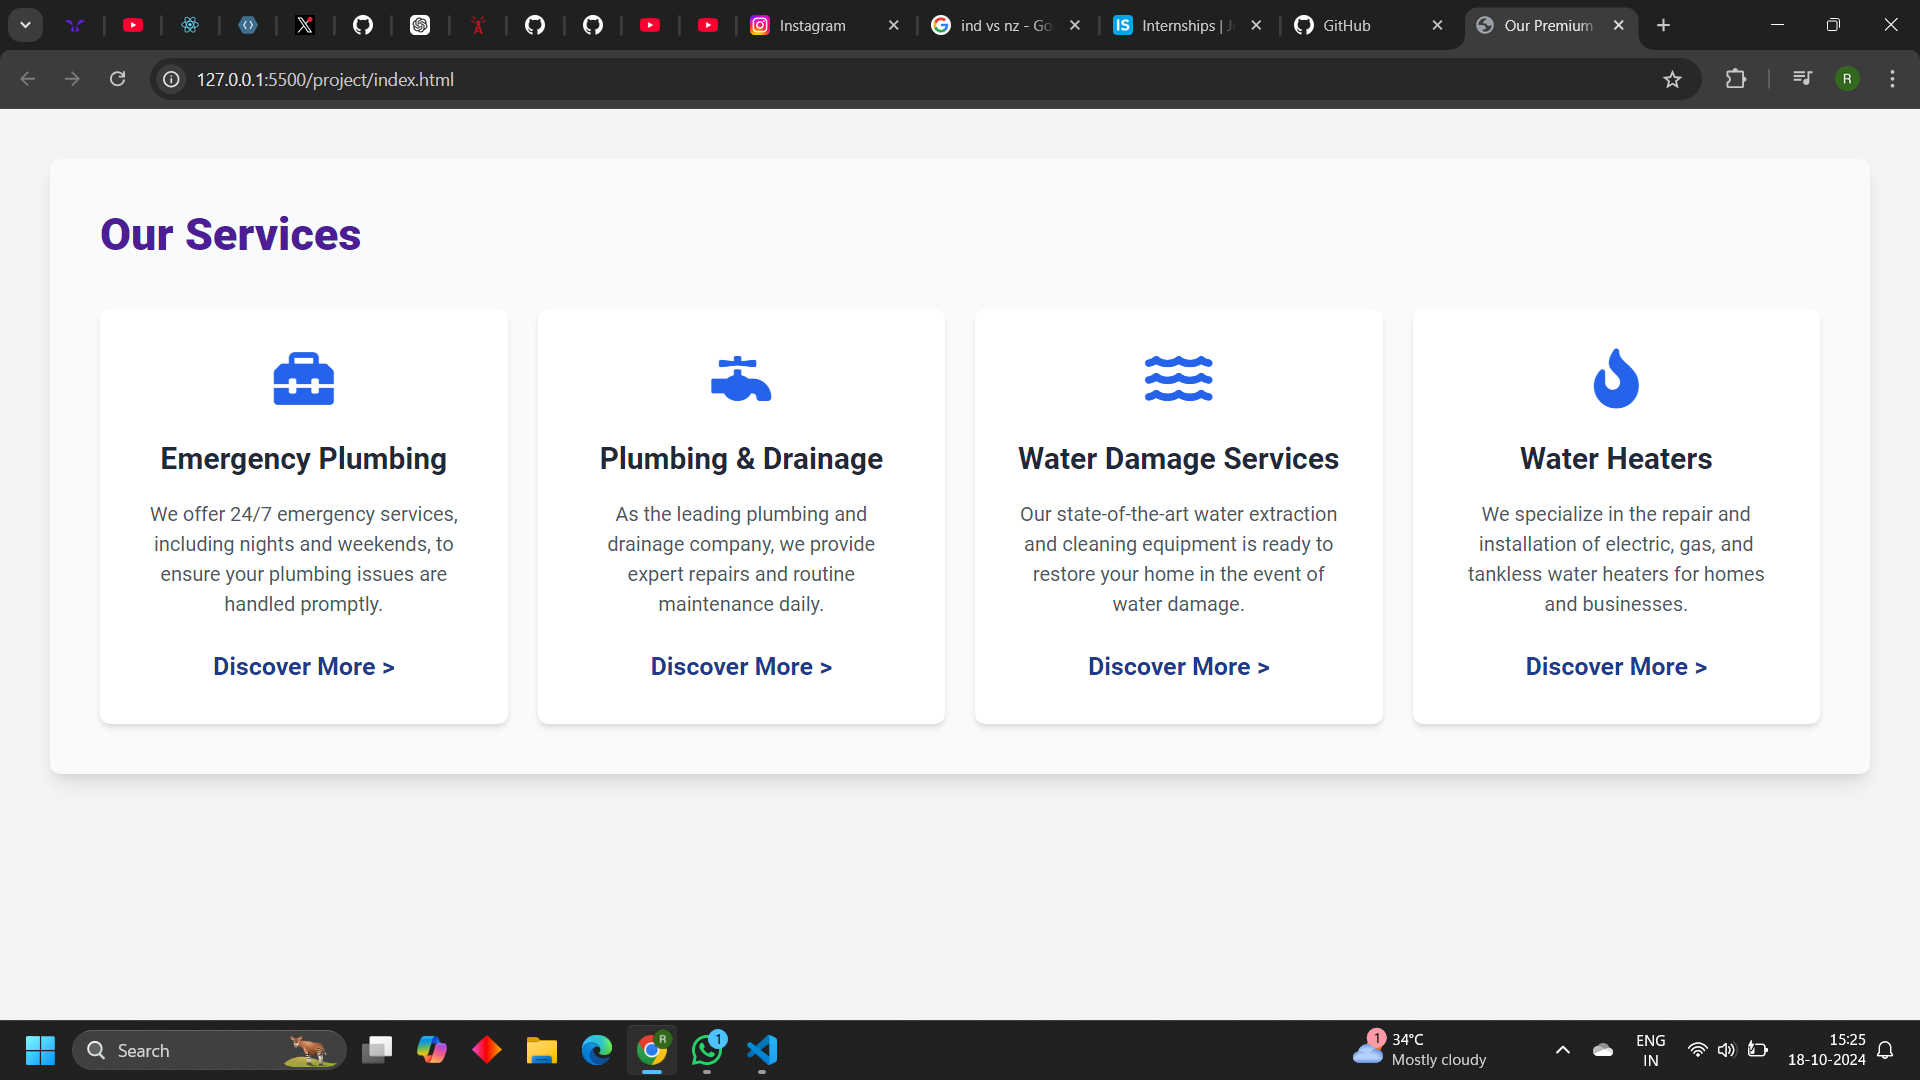 Instagram
ind vs nz - Go
Internships | J
GitHub
Our Premium
127.0.0.1:5500/project/index.html
R
Our Services
Emergency Plumbing
We offer 24/7 emergency services,
including nights and weekends, to
ensure your plumbing issues are
handled promptly.
Discover More >
Plumbing & Drainage
As the leading plumbing and
drainage company, we provide
expert repairs and routine
maintenance daily.
Discover More >
Water Damage Services
Our state-of-the-art water extraction
and cleaning equipment is ready to
restore your home in the event of
water damage.
Discover More >
Water Heaters
We specialize in the repair and
installation of electric, gas, and
tankless water heaters for homes
and businesses.
Discover More >
Search
R
1
1
34°C
Mostly cloudy
ENG
IN
15:25
18-10-2024